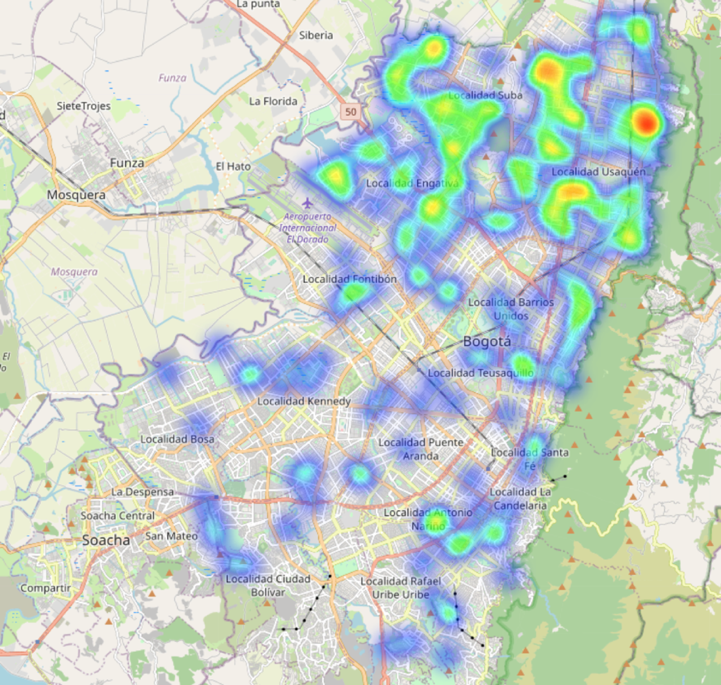 La punta
Siberia
Funza
SieteTrojes
La Florida
50
Localidad Suba
Funza
El Hato
Mosquera
Localidad Engativá
Localidad Usaquén
Aeropuerto
Internacional
El Dorado
Mosquera
Localidad Fontibón
Localidad Barrios
Unidos
Bogotá
El
Localidad Teusaquillo
Localidad Kennedy
Localidad Bosa
Localidad Puente
Aranda
Localidad Santa
Fé
La Despensa
Localidad La
Candelaria
Soacha Central
Localidad Antonio
Nariño
Soacha
San Mateo
Compartir
Localidad Ciudad
Bolívar
Localidad Rafael
Uribe Uribe